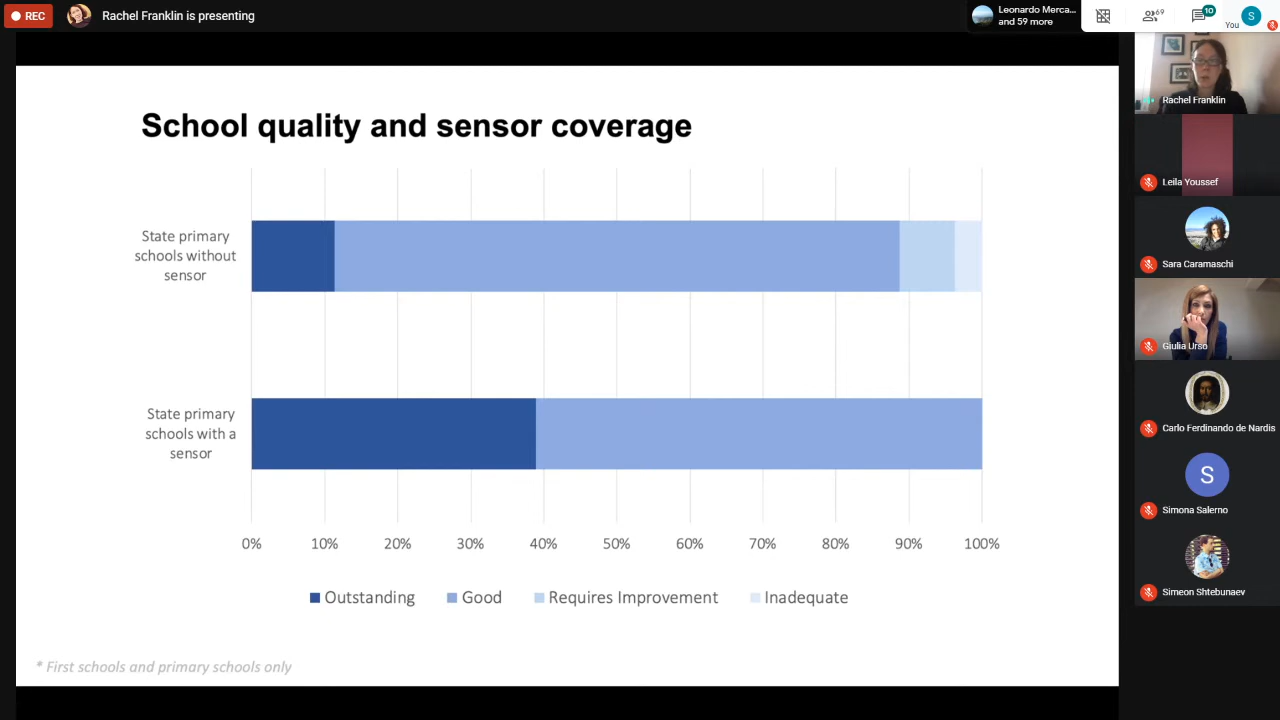 REC
Rachel Franklin is presenting
Leonardo Merca...
and 59 more
69
10
You
S
School quality and sensor coverage
State primary
schools without
sensor
State primary
schools with a
sensor
0% 10% 20% 30% 40% 50% 60% 70% 80% 90% 100%
Outstanding Good Requires Improvement Inadequate
* First schools and primary schools only
Rachel Franklin
Leila Youssef
Sara Caramaschi
Giulia Urso
Carlo Ferdinando de Nardis
S
Simona Salerno
Simeon Shtebunaev